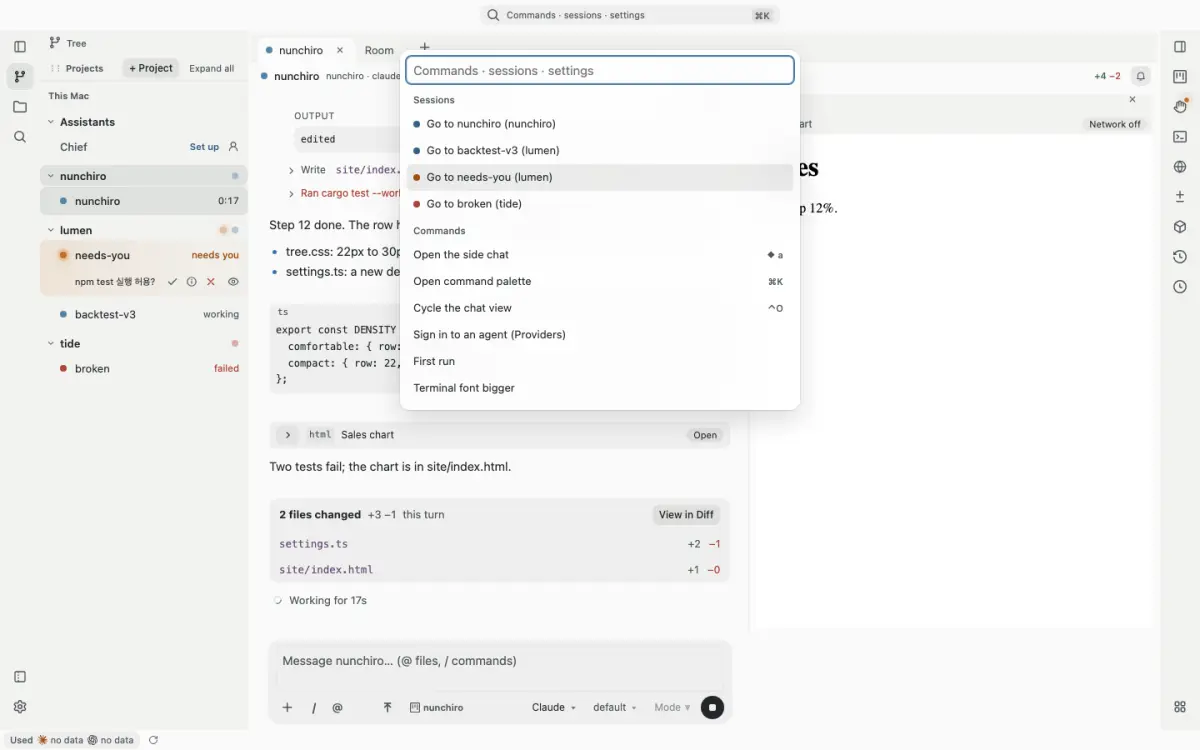 Commands · sessions · settings ⌘K
Tree
Projects + Project Expand all
This Mac
Assistants
Chief Set up
nunchiro
nunchiro 0:17
lumen
needs-you needs you
npm test 실행 허용?
backtest-v3 working
tide
broken failed
nunchiro × Room +
nunchiro nunchiro · claude
+4 −2
OUTPUT
edited
Write site/index.
Ran cargo test --wor
Step 12 done. The row
• tree.css: 22px to 30p
• settings.ts: a new de
ts
export const DENSITY
comfortable: { row:
compact: { row: 22,
};
html Sales chart Open
Two tests fail; the chart is in site/index.html.
2 files changed +3 −1 this turn View in Diff
settings.ts +2 −1
site/index.html +1 −0
Working for 17s
Message nunchiro… (@ files, / commands)
+ / @ nunchiro Claude default Mode
Commands · sessions · settings
Sessions
Go to nunchiro (nunchiro)
Go to backtest-v3 (lumen)
Go to needs-you (lumen)
Go to broken (tide)
Commands
Open the side chat ◆ a
Open command palette ⌘K
Cycle the chat view ^O
Sign in to an agent (Providers)
First run
Terminal font bigger
Network off
12%.
Used no data no data